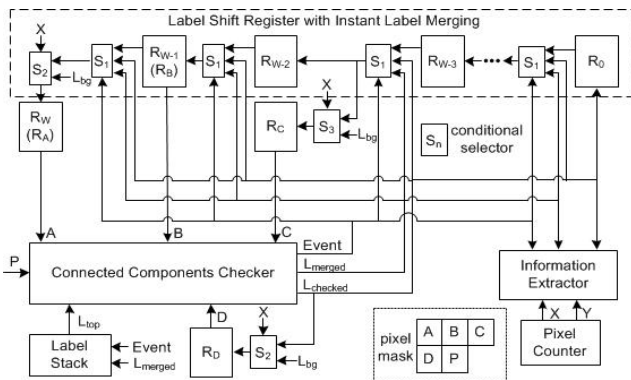 Label Shift Register with Instant Label Merging
X
S2
Lbg
S1
RW-1
(RB)
S1
RW-2
S1
RW-3
S1
R0
RW
(RA)
RC
X
S3
Lbg
Sn conditional selector
A
B
C
P
Connected Components Checker
Event
Lmerged
Lchecked
Information Extractor
Ltop
D
X
Label Stack
Event
Lmerged
RD
S2
Lbg
pixel mask
A B C
D P
X
Y
Pixel Counter